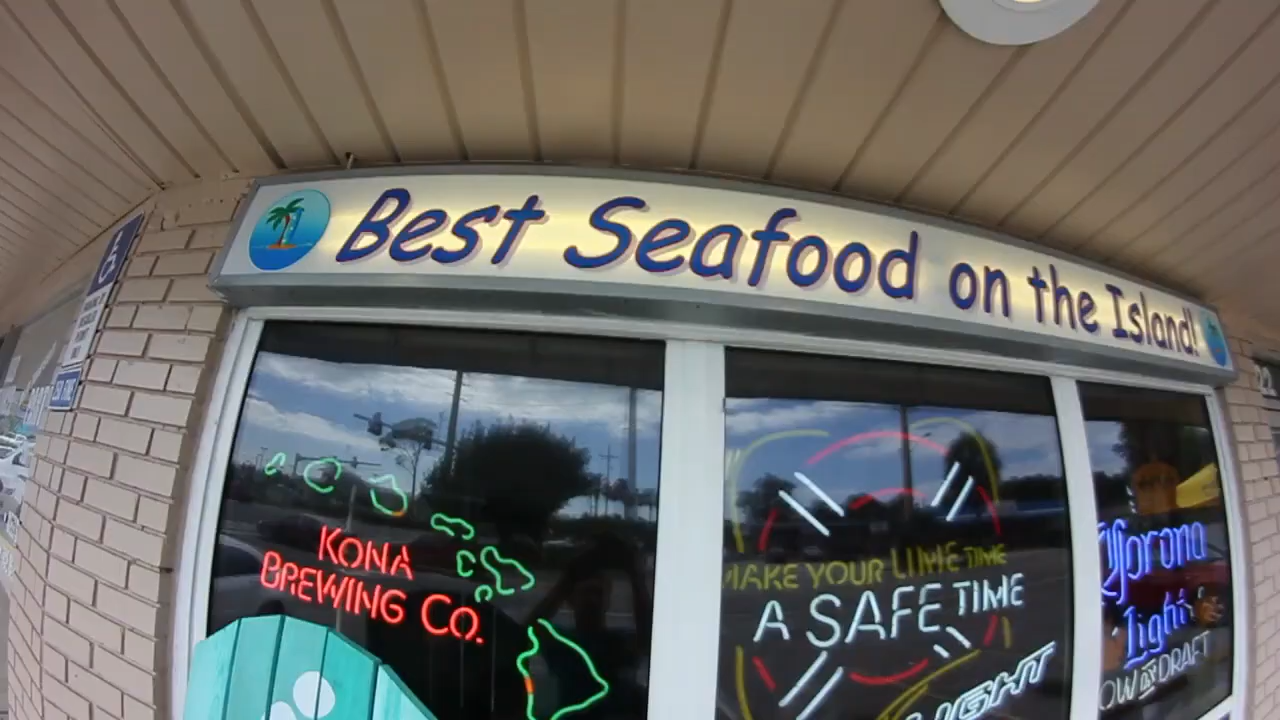 Best Seafood on the Island!
KONA
BREWING CO.
MAKE YOUR LIME TIME
A SAFE TIME
LIGHT
Corona
Light
NOW ON DRAFT